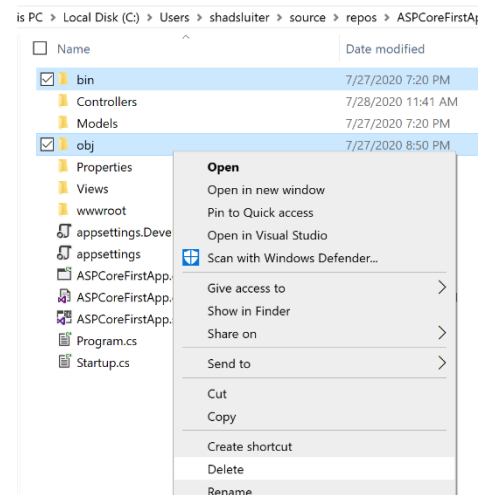 is PC > Local Disk (C:) > Users > shadsluiter > source > repos > ASPCoreFirstAp
Name Date modified
bin 7/27/2020 7:20 PM
Controllers 7/28/2020 11:41 AM
Models 7/27/2020 7:20 PM
obj 7/27/2020 8:50 PM
Properties
Views
wwwroot
appsettings.Deve
appsettings
ASPCoreFirstApp.
ASPCoreFirstApp.
ASPCoreFirstApp.
Program.cs
Startup.cs
Open
Open in new window
Pin to Quick access
Open in Visual Studio
Scan with Windows Defender...
Give access to >
Show in Finder
Share on >
Send to >
Cut
Copy
Create shortcut
Delete
Rename